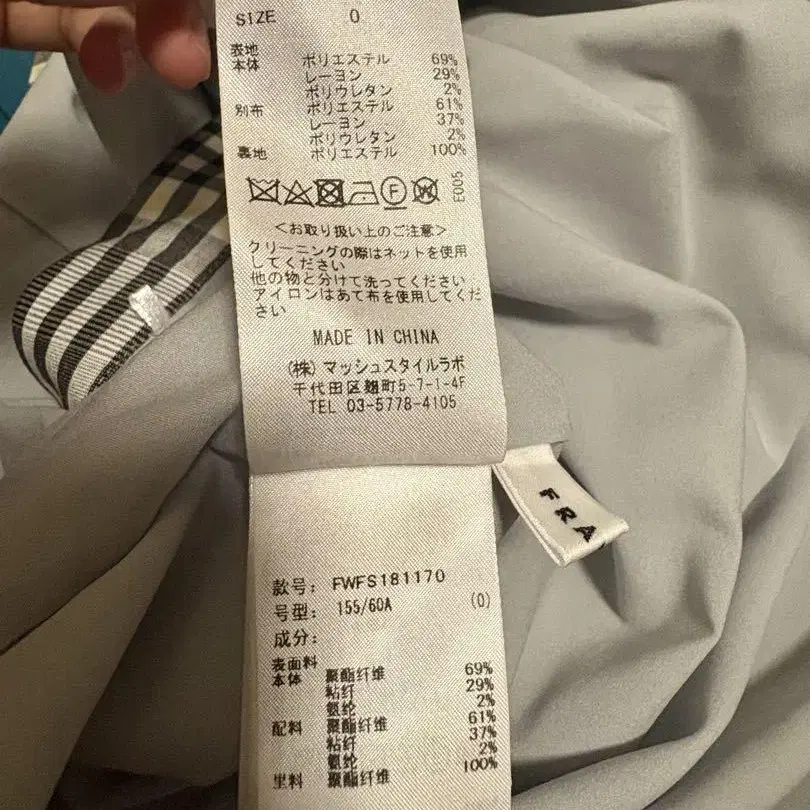 SIZE 0
表地
本体 ポリエステル 69%
レーヨン 29%
ポリウレタン 2%
別布 ポリエステル 61%
レーヨン 37%
ポリウレタン 2%
裏地 ポリエステル 100%
F W
E005
<お取り扱い上のご注意>
クリーニングの際はネットを使用
してください
他の物と分けて洗ってください
アイロンはあて布を使用してくだ
さい
MADE IN CHINA
(株)マッシュスタイルラボ
千代田区麹町5-7-1-4F
TEL 03-5778-4105
FRA
款号: FWFS181170
号型: 155/60A (0)
成分:
表面料
本体 聚酯纤维 69%
粘纤 29%
氨纶 2%
配料 聚酯纤维 61%
粘纤 37%
氨纶 2%
里料 聚酯纤维 100%